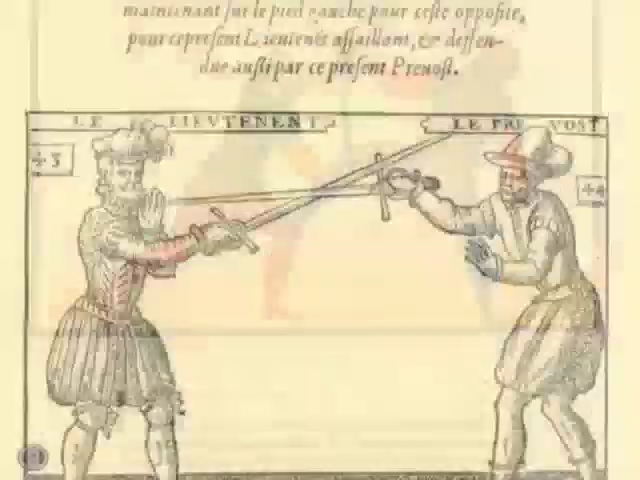 maintenant sur le pied gauche pour ceste opposite,
pour ce present Lieutenẽt assaillant, & deffen-
due aussi par ce present Prevost.
LE LIEVTENENT.
LE PREVOST
43
44